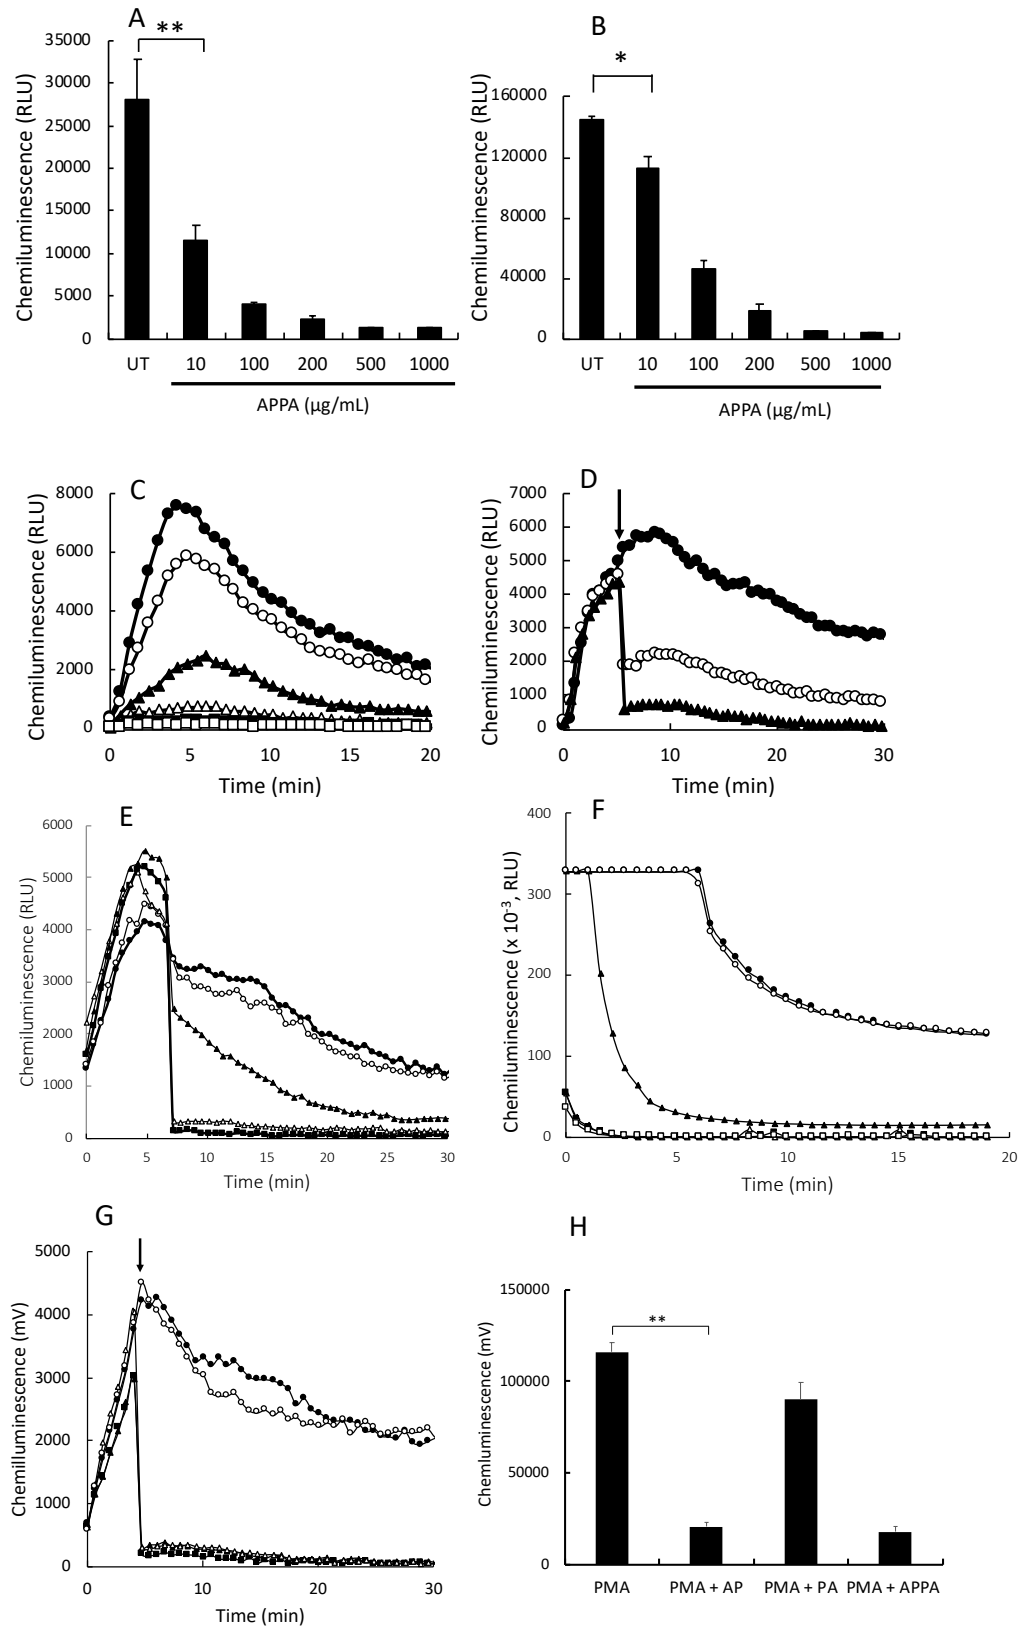 A
**
Chemiluminescence (RLU)
35000
30000
25000
20000
15000
10000
5000
0
UT 10 100 200 500 1000
APPA (µg/mL)
B
*
Chemiluminescence (RLU)
160000
120000
80000
40000
0
UT 10 100 200 500 1000
APPA (µg/mL)
C
Chemiluminescence (RLU)
8000
6000
4000
2000
0
0 5 10 15 20
Time (min)
D
Chemiluminescence (RLU)
7000
6000
5000
4000
3000
2000
1000
0
0 10 20 30
Time (min)
E
Chemiluminescence (RLU)
6000
5000
4000
3000
2000
1000
0
0 5 10 15 20 25 30
Time (min)
F
Chemiluminescence (x 10⁻³, RLU)
400
300
200
100
0
0 5 10 15 20
Time (min)
G
Chemilluminescence (mV)
5000
4000
3000
2000
1000
0
0 10 20 30
Time (min)
H
**
Chemluminescence (mV)
150000
100000
50000
0
PMA PMA + AP PMA + PA PMA + APPA